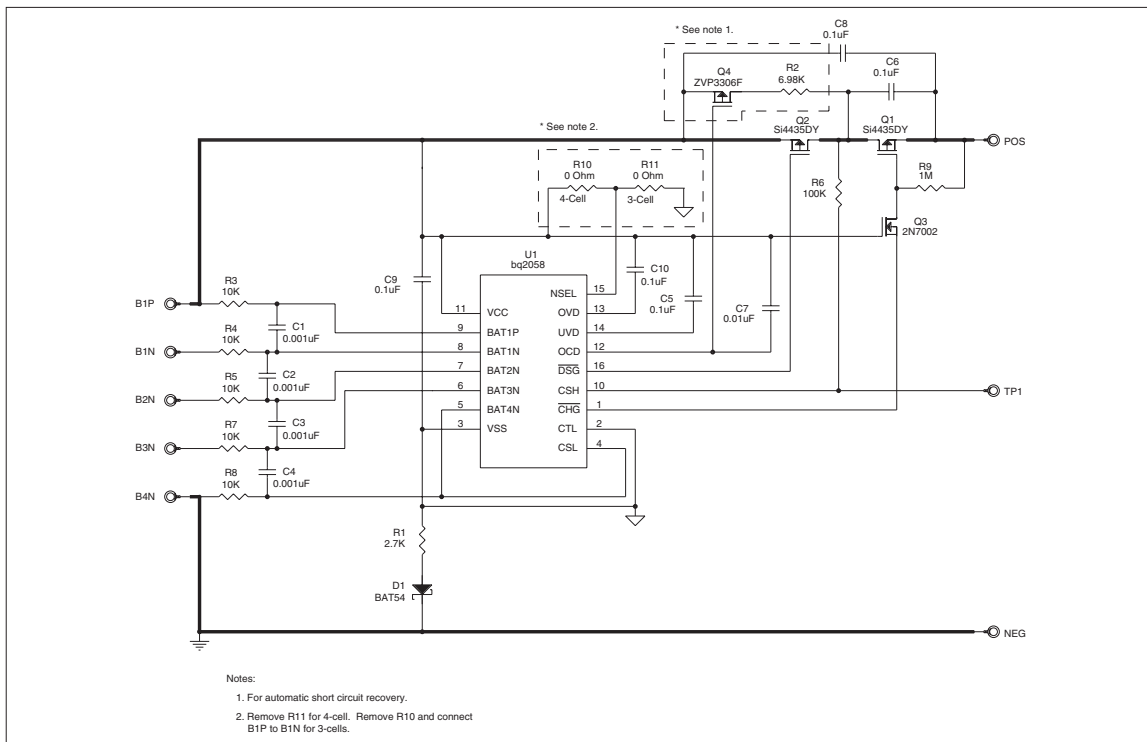 * See note 1.
C8
0.1uF
C6
0.1uF
Q4
ZVP3306F
R2
6.98K
* See note 2.
Q2
Si4435DY
Q1
Si4435DY
POS
R10
0 Ohm
4-Cell
R11
0 Ohm
3-Cell
R6
100K
R9
1M
Q3
2N7002
U1
bq2058
C9
0.1uF
C10
0.1uF
C5
0.1uF
C7
0.01uF
B1P
R3
10K
C1
0.001uF
B1N
R4
10K
C2
0.001uF
B2N
R5
10K
C3
0.001uF
B3N
R7
10K
C4
0.001uF
B4N
R8
10K
11 VCC
9 BAT1P
8 BAT1N
7 BAT2N
6 BAT3N
5 BAT4N
3 VSS
NSEL 15
OVD 13
UVD 14
OCD 12
DSG 16
CSH 10
CHG 1
CTL 2
CSL 4
TP1
R1
2.7K
D1
BAT54
NEG
Notes:
1. For automatic short circuit recovery.
2. Remove R11 for 4-cell. Remove R10 and connect
B1P to B1N for 3-cells.